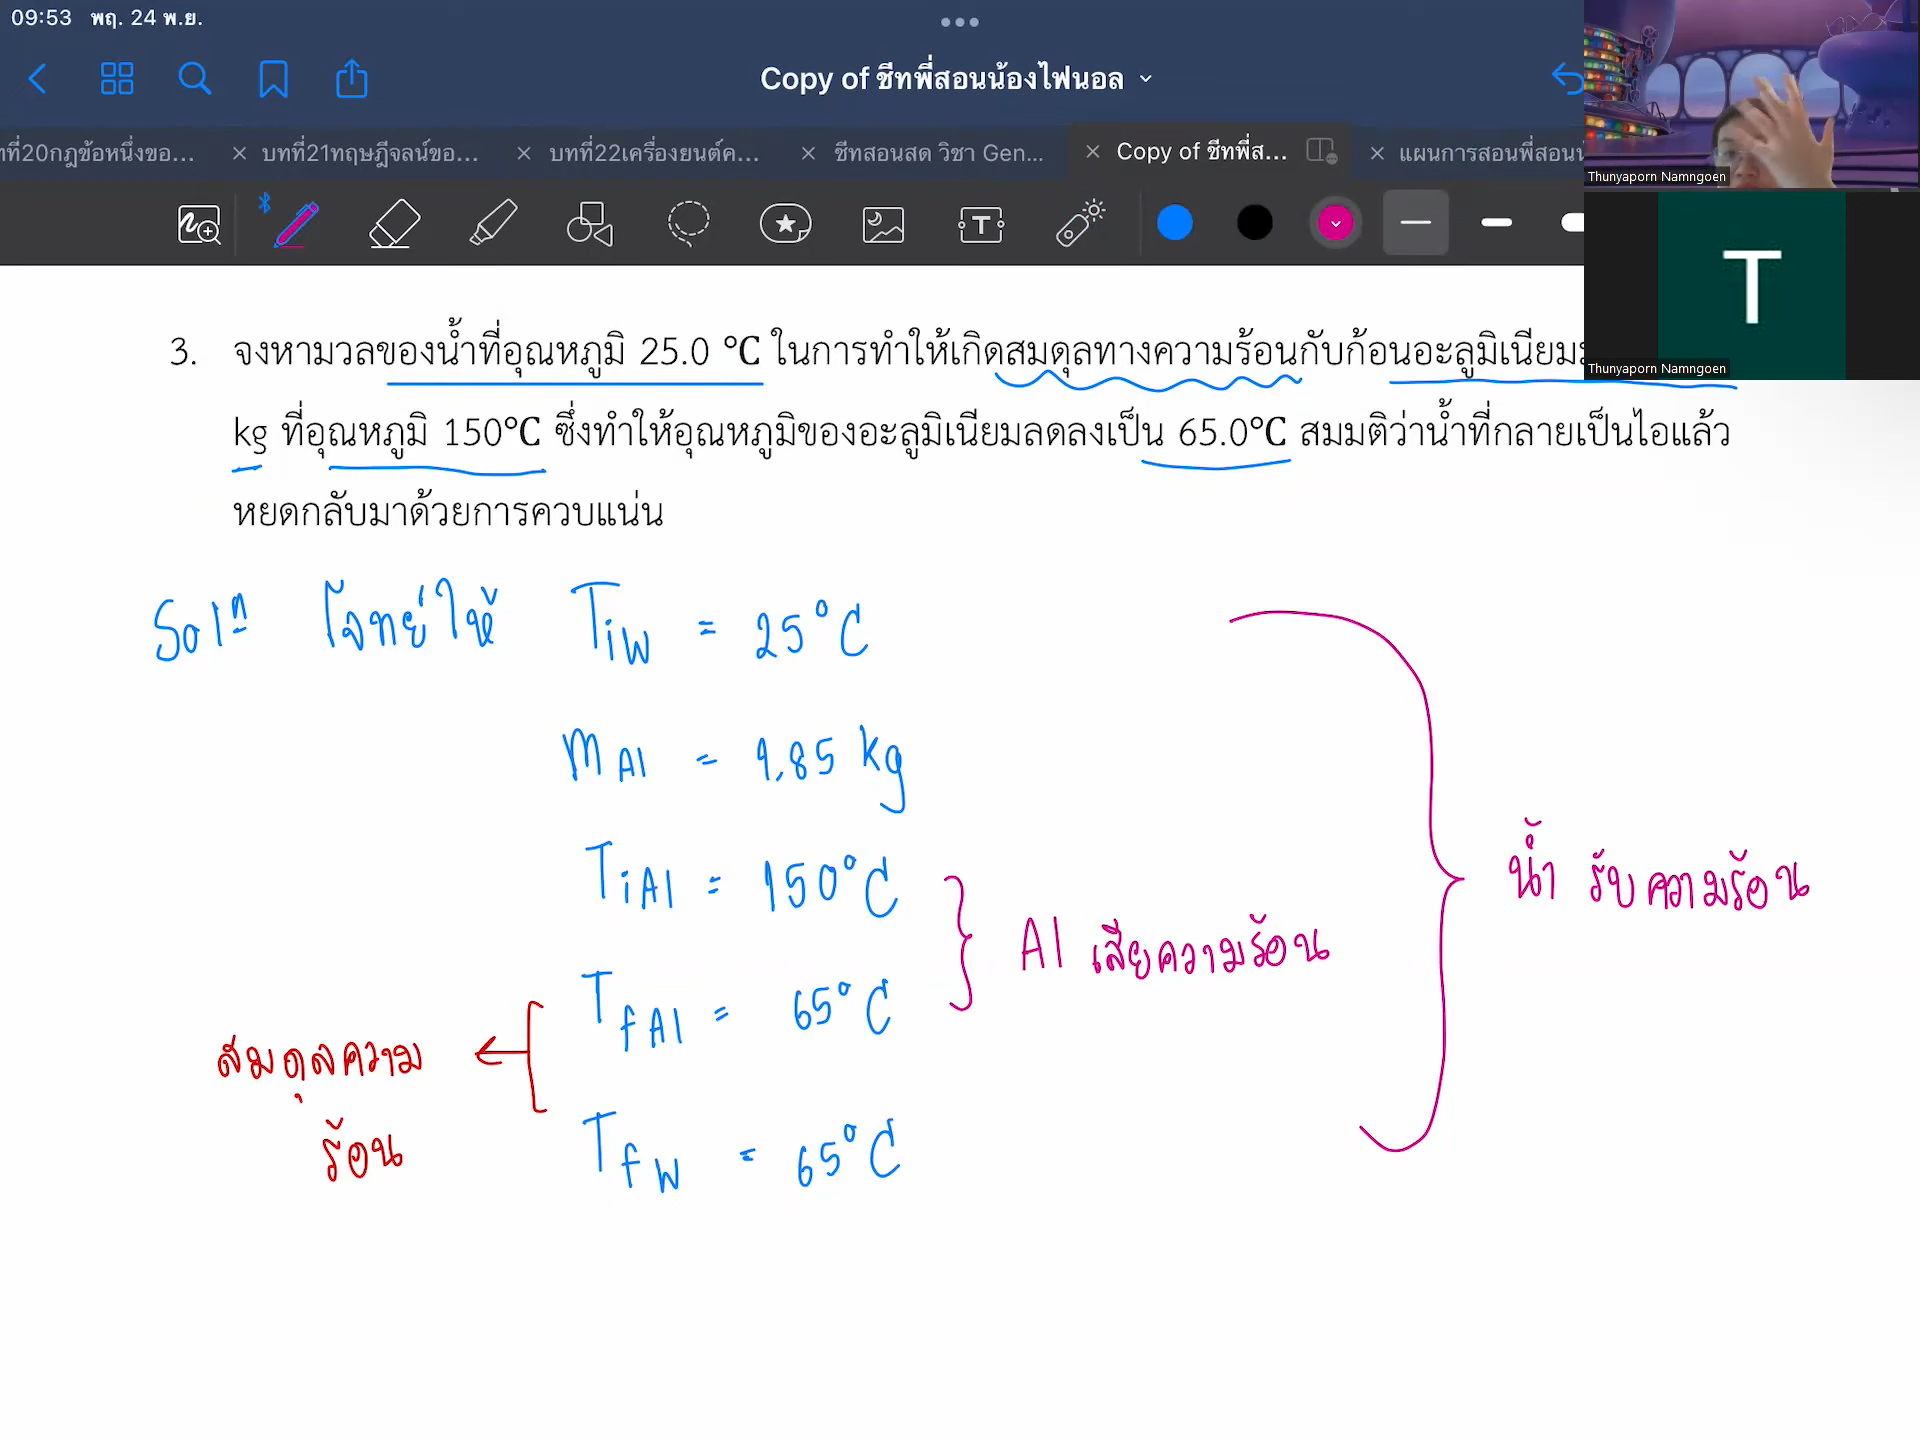 09:53 พฤ. 24 พ.ย.
Copy of ชีทพี่สอนน้องไฟนอล
ที่20กฎข้อหนึ่งขอ...
บทที่21ทฤษฎีจลน์ขอ...
บทที่22เครื่องยนต์ค...
ชีทสอนสด วิชา Gen...
Copy of ชีทพี่ส...
แผนการสอนพี่สอน
Thunyaporn Namngoen
T
Thunyaporn Namngoen
3. จงหามวลของน้ำที่อุณหภูมิ 25.0 °C ในการทำให้เกิดสมดุลทางความร้อนกับก้อนอะลูมิเนียม
kg ที่อุณหภูมิ 150°C ซึ่งทำให้อุณหภูมิของอะลูมิเนียมลดลงเป็น 65.0°C สมมติว่าน้ำที่กลายเป็นไอแล้ว
หยดกลับมาด้วยการควบแน่น
Solⁿ โจทย์ให้ TiW = 25°C
mAl = 1.85 kg
TiAl = 150°C
Al เสียความร้อน
น้ำ รับความร้อน
TfAl = 65°C
สมดุลความ
ร้อน
TfW = 65°C